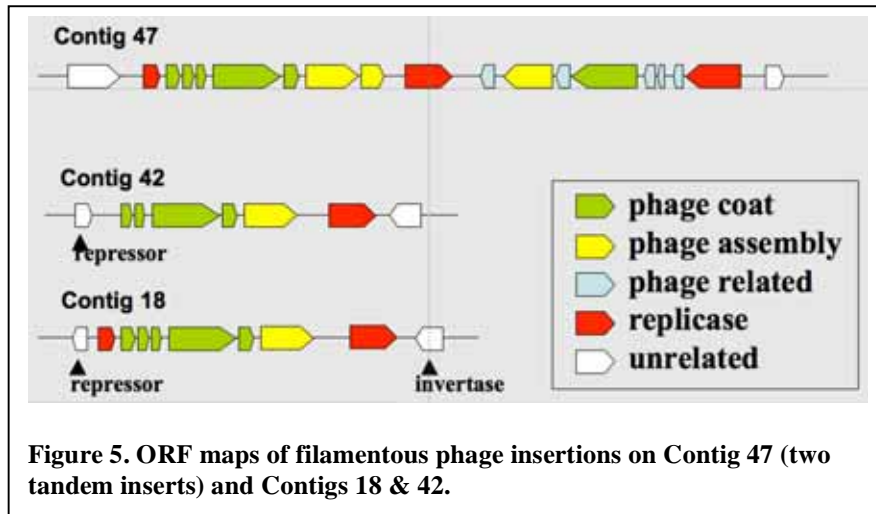 Contig 47
Contig 42
repressor
Contig 18
repressor
invertase
phage coat
phage assembly
phage related
replicase
unrelated
Figure 5. ORF maps of filamentous phage insertions on Contig 47 (two
tandem inserts) and Contigs 18 & 42.